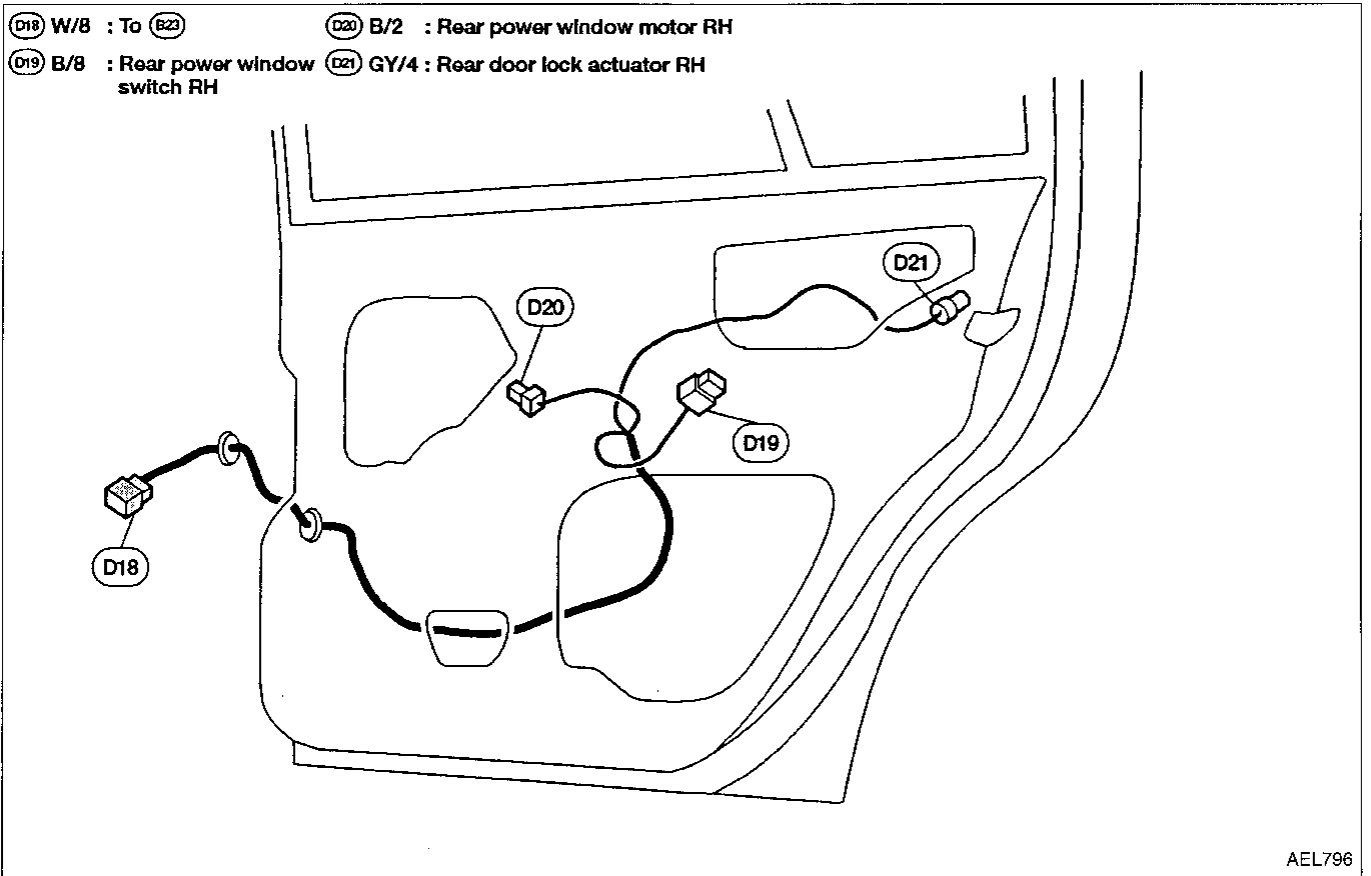 D18 W/8 : To B23
D20 B/2 : Rear power window motor RH
D19 B/8 : Rear power window switch RH
D21 GY/4 : Rear door lock actuator RH
D21
D20
D19
D18
AEL796